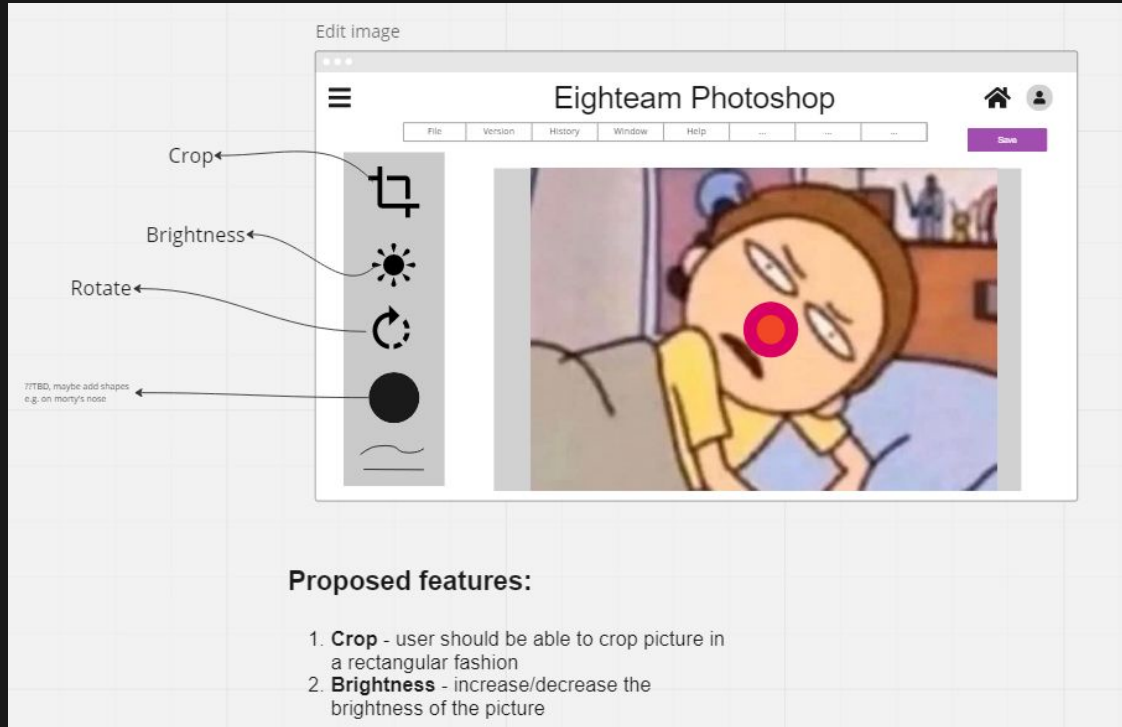 Edit image
Eighteam Photoshop
File Version History Window Help ... ... ...
Save
Crop
Brightness
Rotate
??TBD, maybe add shapes
e.g. on morty's nose
Proposed features:
1. Crop - user should be able to crop picture in
a rectangular fashion
2. Brightness - increase/decrease the
brightness of the picture